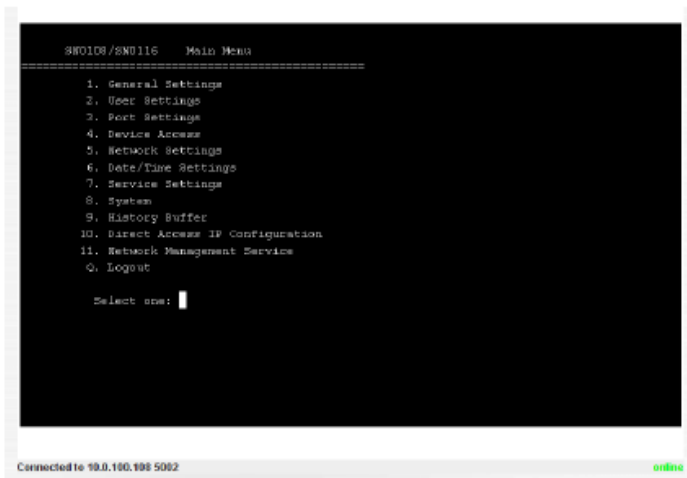 SN0108/SN0116 Main Menu
================================================
1. General Settings
2. User Settings
3. Port Settings
4. Device Access
5. Network Settings
6. Date/Time Settings
7. Service Settings
8. System
9. History Buffer
10. Direct Access IP Configuration
11. Network Management Service
Q. Logout
Select one:
Connected to 10.0.100.108 5002 online